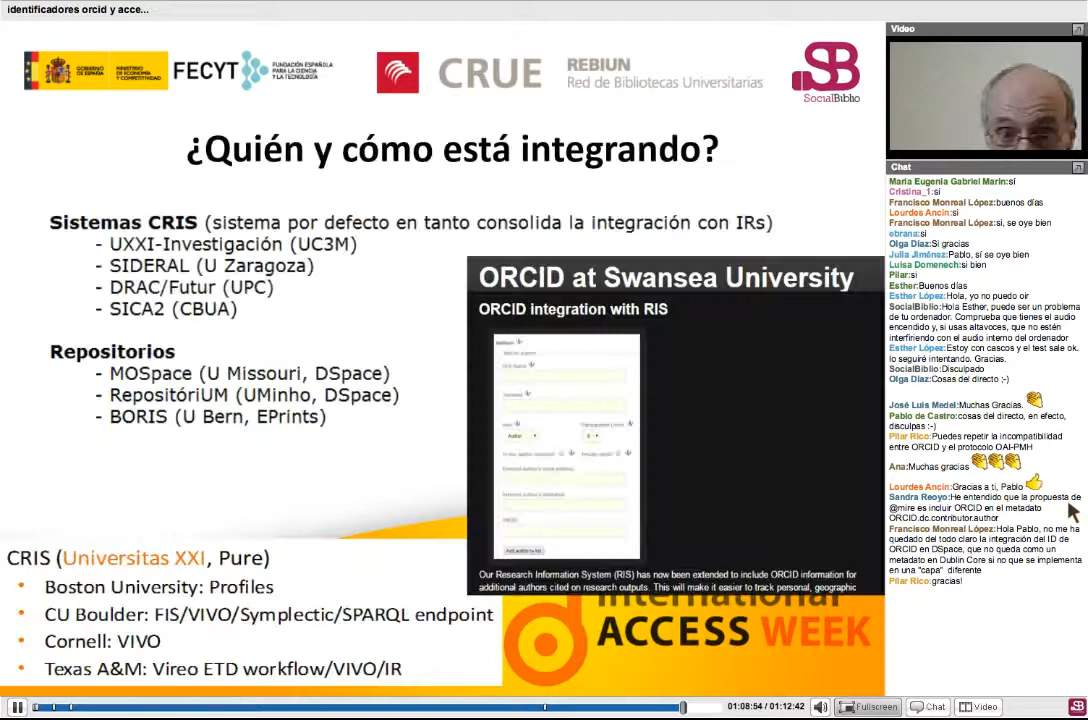 identificadores orcid y acce...
GOBIERNO DE ESPAÑA
MINISTERIO DE ECONOMÍA Y COMPETITIVIDAD
FECYT
FUNDACIÓN ESPAÑOLA
PARA LA CIENCIA
Y LA TECNOLOGÍA
CRUE
REBIUN
Red de Bibliotecas Universitarias
SB
SocialBiblio
¿Quién y cómo está integrando?
Sistemas CRIS (sistema por defecto en tanto consolida la integración con IRs)
- UXXI-Investigación (UC3M)
- SIDERAL (U Zaragoza)
- DRAC/Futur (UPC)
- SICA2 (CBUA)
Repositorios
- MOSpace (U Missouri, DSpace)
- RepositóriUM (UMinho, DSpace)
- BORIS (U Bern, EPrints)
ORCID at Swansea University
ORCID integration with RIS
Author
Add author to list
Our Research Information System (RIS) has now been extended to include ORCID information for
additional authors cited on research outputs. This will make it easier to track personal, geographic
CRIS (Universitas XXI, Pure)
• Boston University: Profiles
• CU Boulder: FIS/VIVO/Symplectic/SPARQL endpoint
• Cornell: VIVO
• Texas A&M: Vireo ETD workflow/VIVO/IR
international
ACCESS WEEK
Video
Chat
Maria Eugenia Gabriel Marin:sí
Cristina_1:si
Francisco Monreal López:buenos días
Lourdes Ancin:si
Francisco Monreal López:si, se oye bien
ebrana:si
Olga Díaz:Si gracias
Julia Jiménez:Pablo, sí se oye bien
Luisa Domenech:si bien
Pilar:si
Esther:Buenos días
Esther López:Hola, yo no puedo oir
SocialBiblio:Hola Esther, puede ser un problema
de tu ordenador. Comprueba que tienes el audio
encendido y, si usas altavoces, que no estén
interfiriendo con el audio interno del ordenador
Esther López:Estoy con cascos y el test sale ok.
lo seguiré intentando. Gracias.
SocialBiblio:Disculpado
Olga Díaz:Cosas del directo ;-)
José Luis Medel:Muchas Gracias.
Pablo de Castro:cosas del directo, en efecto,
disculpas :-)
Pilar Rico:Puedes repetir la incompatibilidad
entre ORCID y el protocolo OAI-PMH
Ana:Muchas gracias
Lourdes Ancin:Gracias a ti, Pablo
Sandra Reoyo:He entendido que la propuesta de
@mire es incluir ORCID en el metadato
ORCID.dc.contributor.author
Francisco Monreal López:Hola Pablo, no me ha
quedado del todo claro la integración del ID de
ORCID en DSpace, que no queda como un
metadato en Dublin Core si no que se implementa
en una "capa" diferente
Pilar Rico:gracias!
01:08:54 / 01:12:42
Fullscreen
Chat
Video
SB